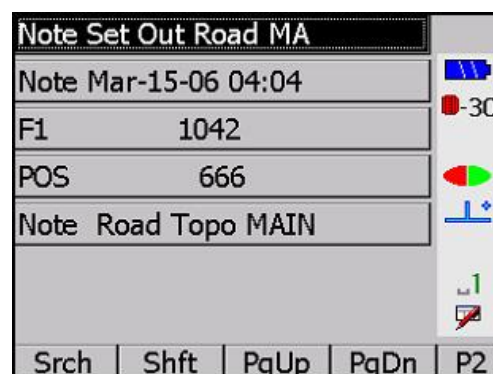 Note Set Out Road MA
Note Mar-15-06 04:04
F1 1042
POS 666
Note Road Topo MAIN
-30
1
Srch Shft PgUp PgDn P2